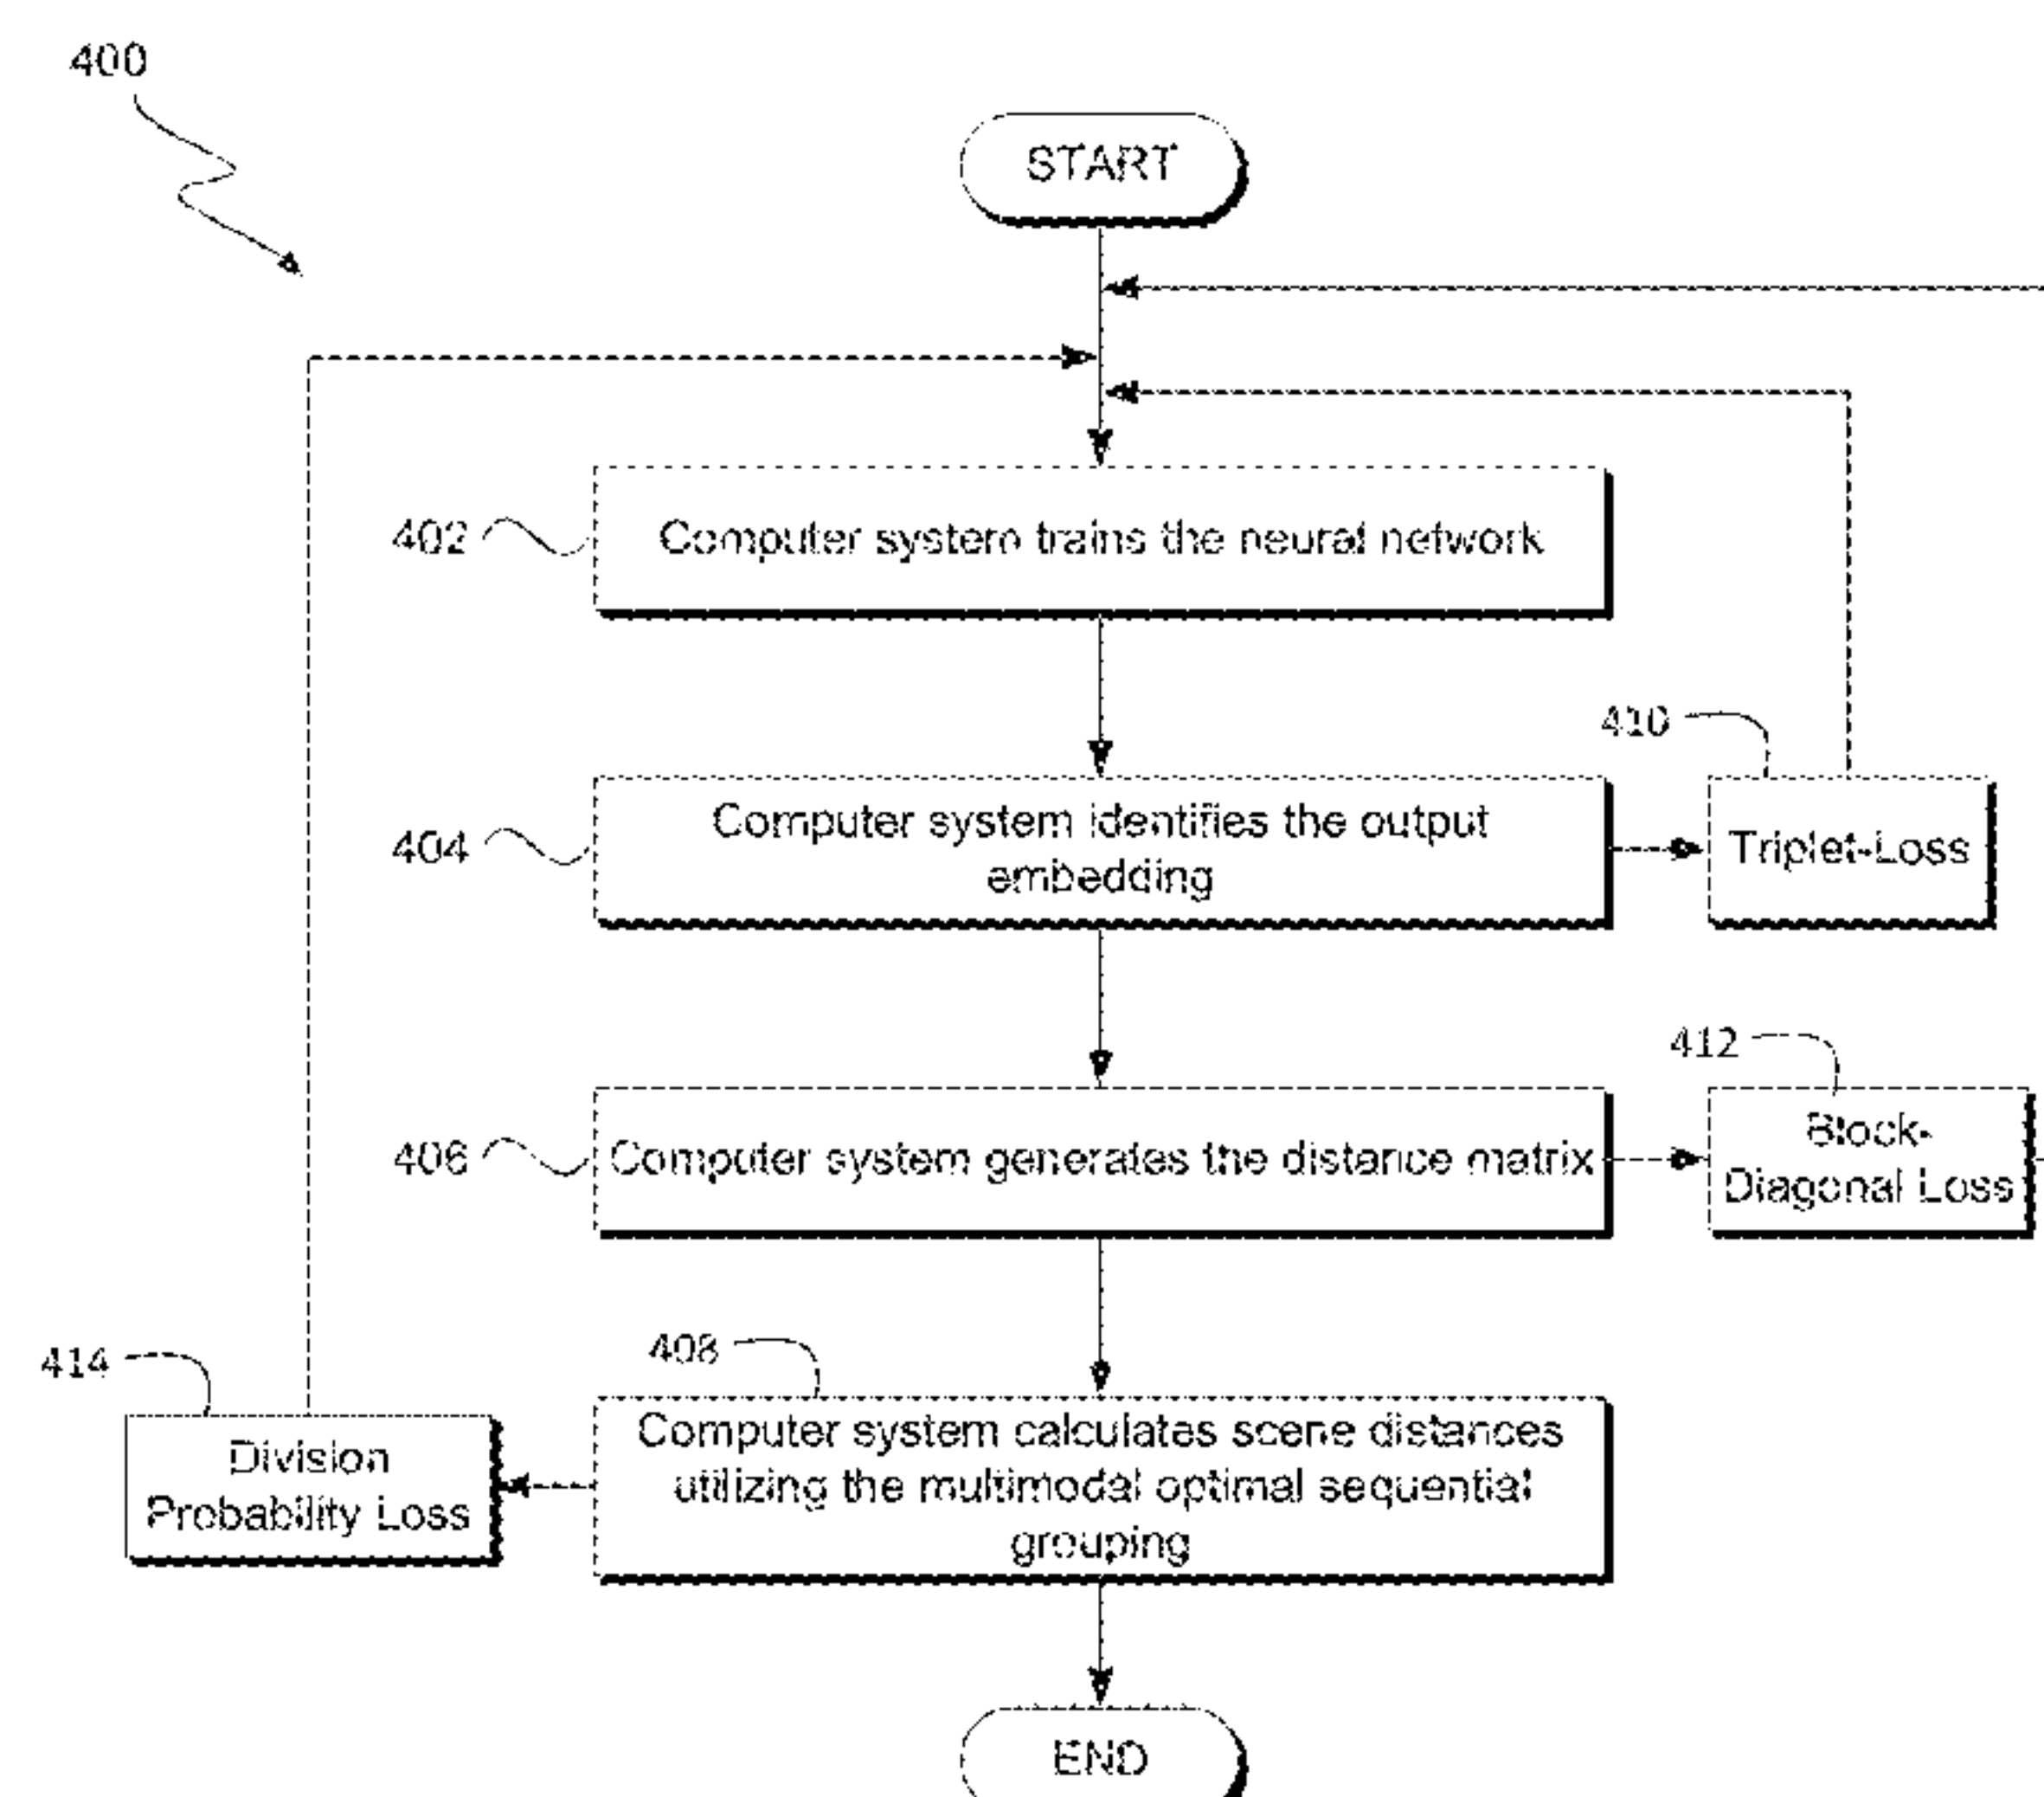 400
START
402
Computer system trains the neural network
410
404
Computer system identifies the output
embedding
Triplet-Loss
412
406
Computer system generates the distance matrix
Block-
Diagonal Loss
408
414
Division
Probability Loss
Computer system calculates scene distances
utilizing the multimodal optimal sequential
grouping
END